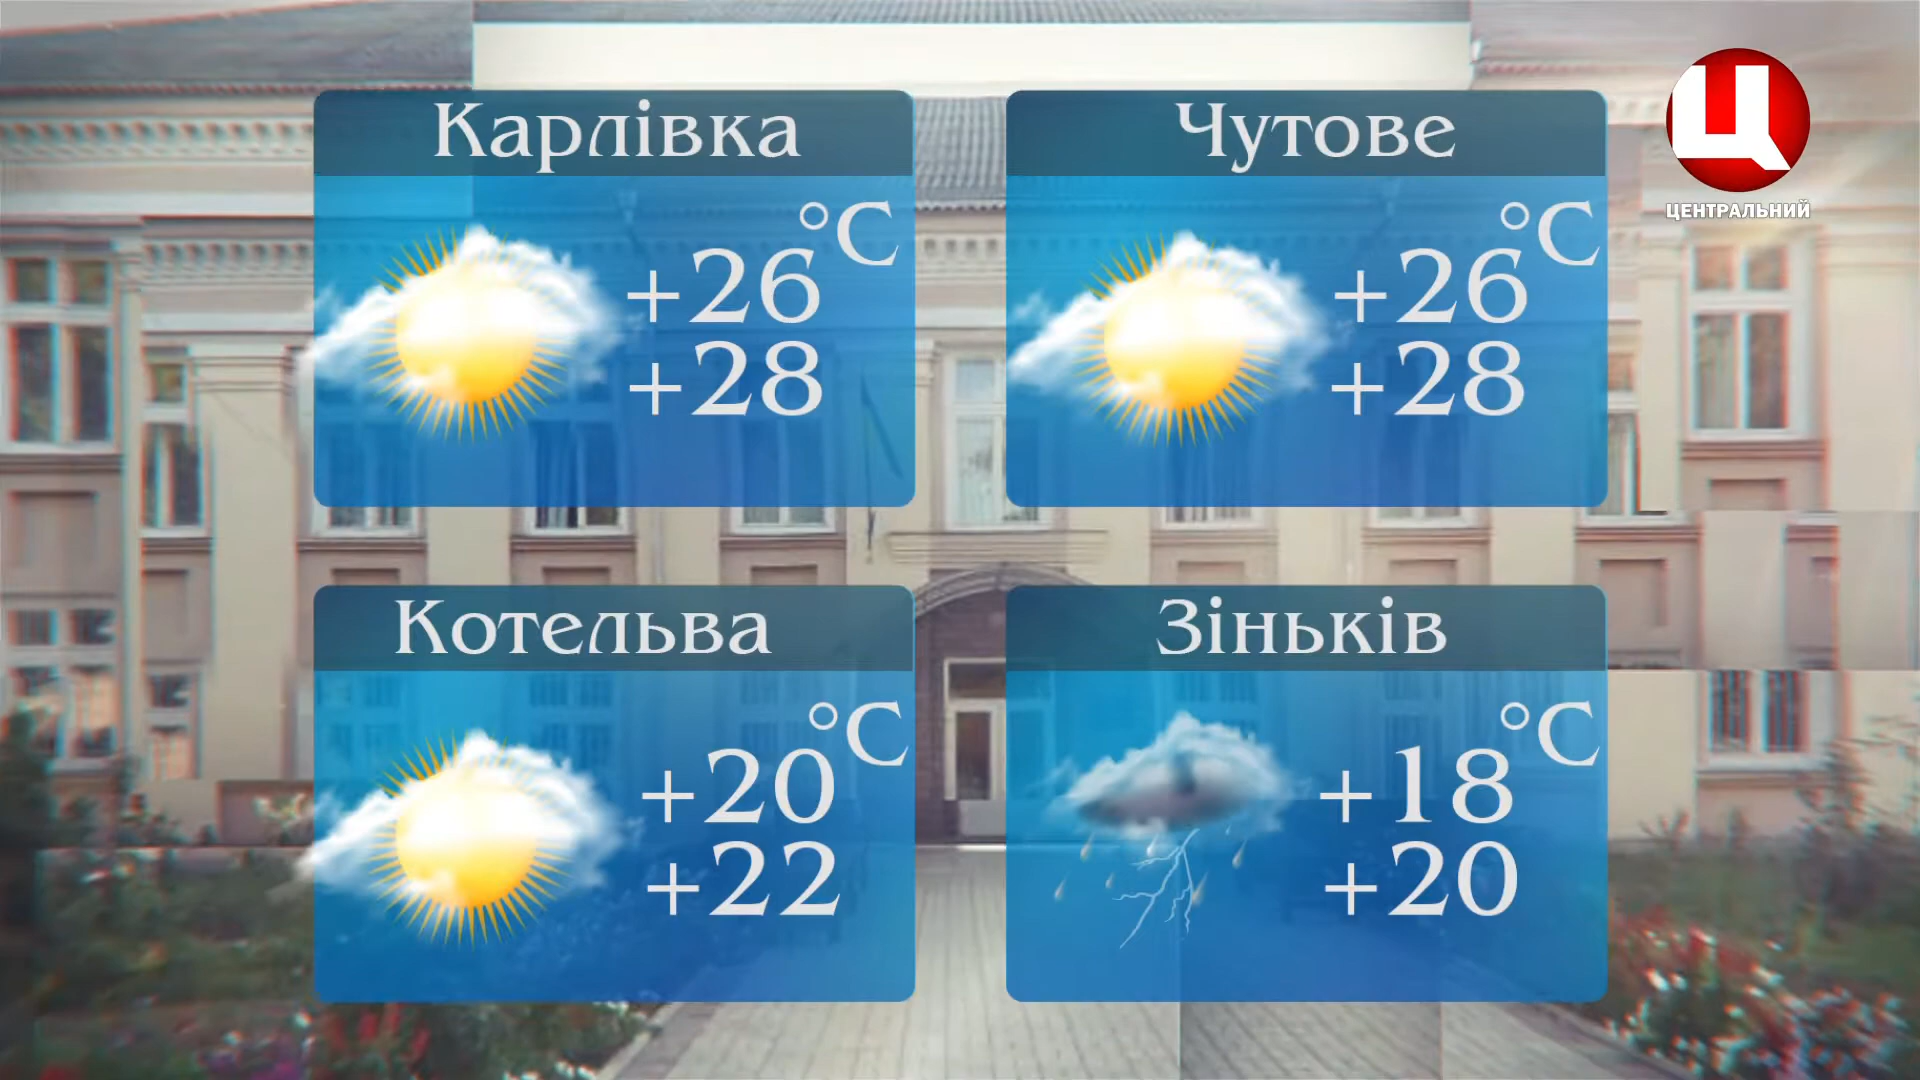 Карлівка
°C
+26
+28
Чутове
°C
+26
+28
Котельва
°C
+20
+22
Зіньків
°C
+18
+20
Ц
ЦЕНТРАЛЬНИЙ